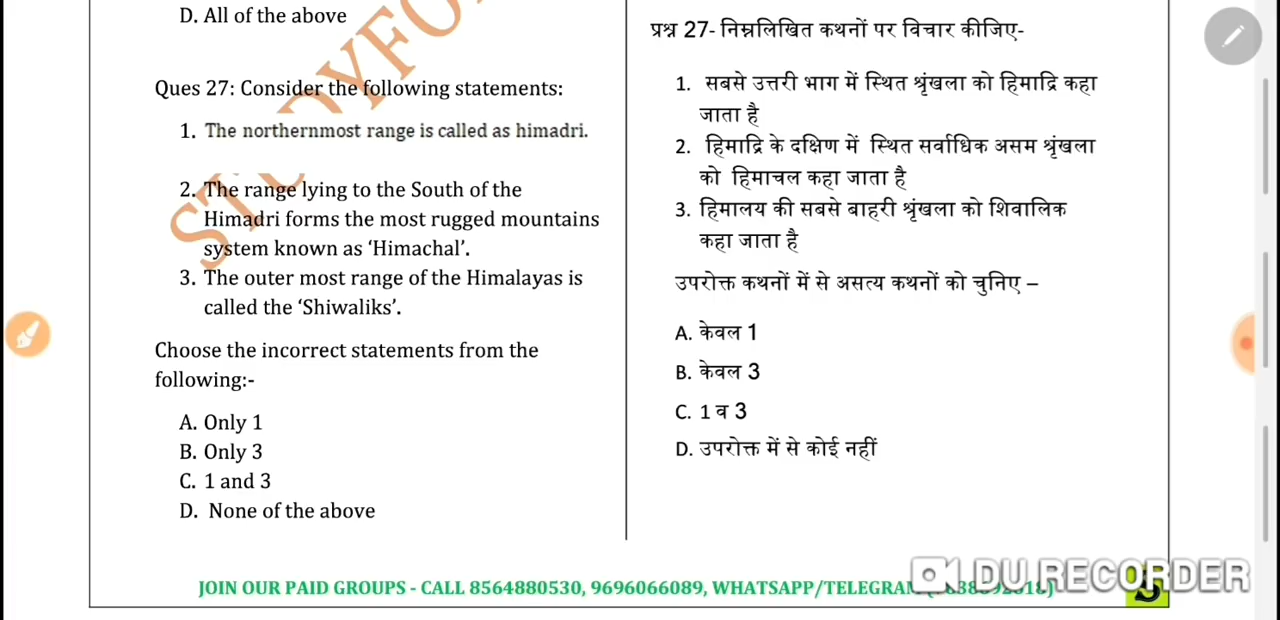 D. All of the above
Ques 27: Consider the following statements:
1. The northernmost range is called as himadri.
2. The range lying to the South of the
Himadri forms the most rugged mountains
system known as ‘Himachal’.
3. The outer most range of the Himalayas is
called the ‘Shiwaliks’.
Choose the incorrect statements from the
following:-
A. Only 1
B. Only 3
C. 1 and 3
D. None of the above
प्रश्न 27- निम्नलिखित कथनों पर विचार कीजिए-
1. सबसे उत्तरी भाग में स्थित श्रृंखला को हिमाद्रि कहा
जाता है
2. हिमाद्रि के दक्षिण में स्थित सर्वाधिक असम श्रृंखला
को हिमाचल कहा जाता है
3. हिमालय की सबसे बाहरी श्रृंखला को शिवालिक
कहा जाता है
उपरोक्त कथनों में से असत्य कथनों को चुनिए –
A. केवल 1
B. केवल 3
C. 1 व 3
D. उपरोक्त में से कोई नहीं
JOIN OUR PAID GROUPS - CALL 8564880530, 9696066089, WHATSAPP/TELEGRAM
DU RECORDER